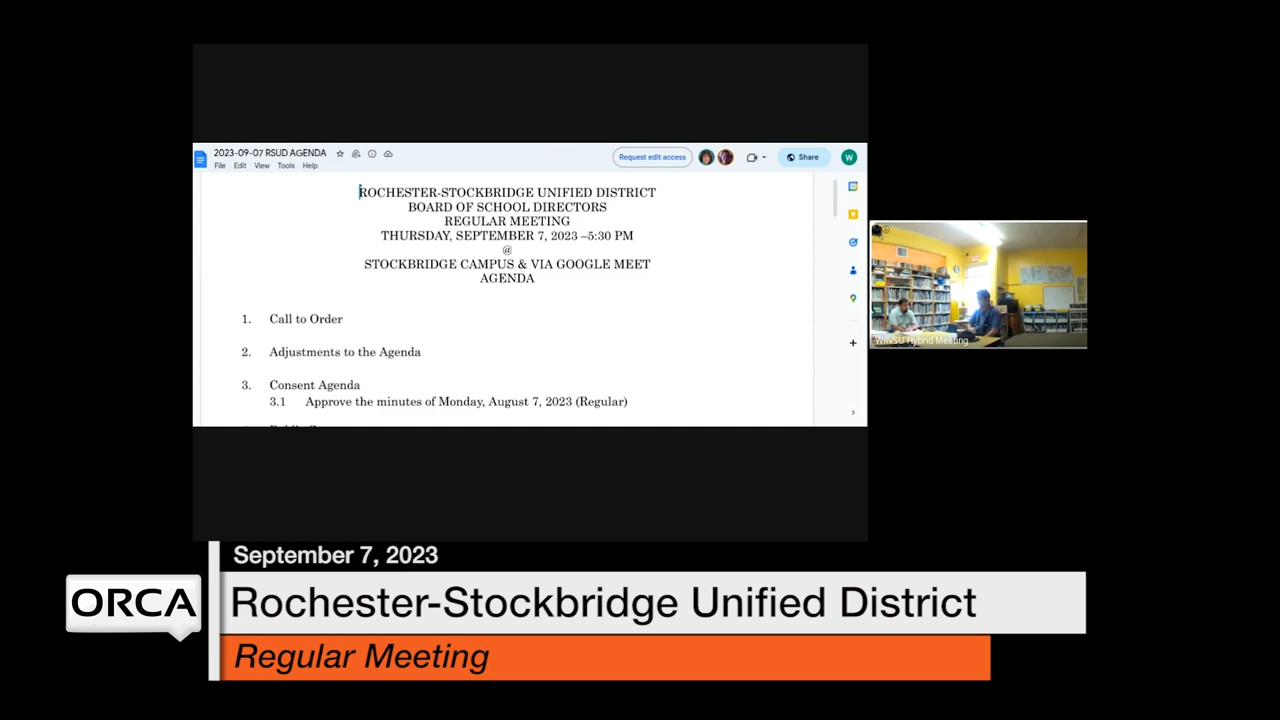 2023-09-07 RSUD AGENDA
File Edit View Tools Help
Request edit access
Share
W
ROCHESTER-STOCKBRIDGE UNIFIED DISTRICT
BOARD OF SCHOOL DIRECTORS
REGULAR MEETING
THURSDAY, SEPTEMBER 7, 2023 –5:30 PM
@
STOCKBRIDGE CAMPUS & VIA GOOGLE MEET
AGENDA
1. Call to Order
2. Adjustments to the Agenda
3. Consent Agenda
3.1 Approve the minutes of Monday, August 7, 2023 (Regular)
WRVSU Hybrid Meeting
September 7, 2023
ORCA
Rochester-Stockbridge Unified District
Regular Meeting